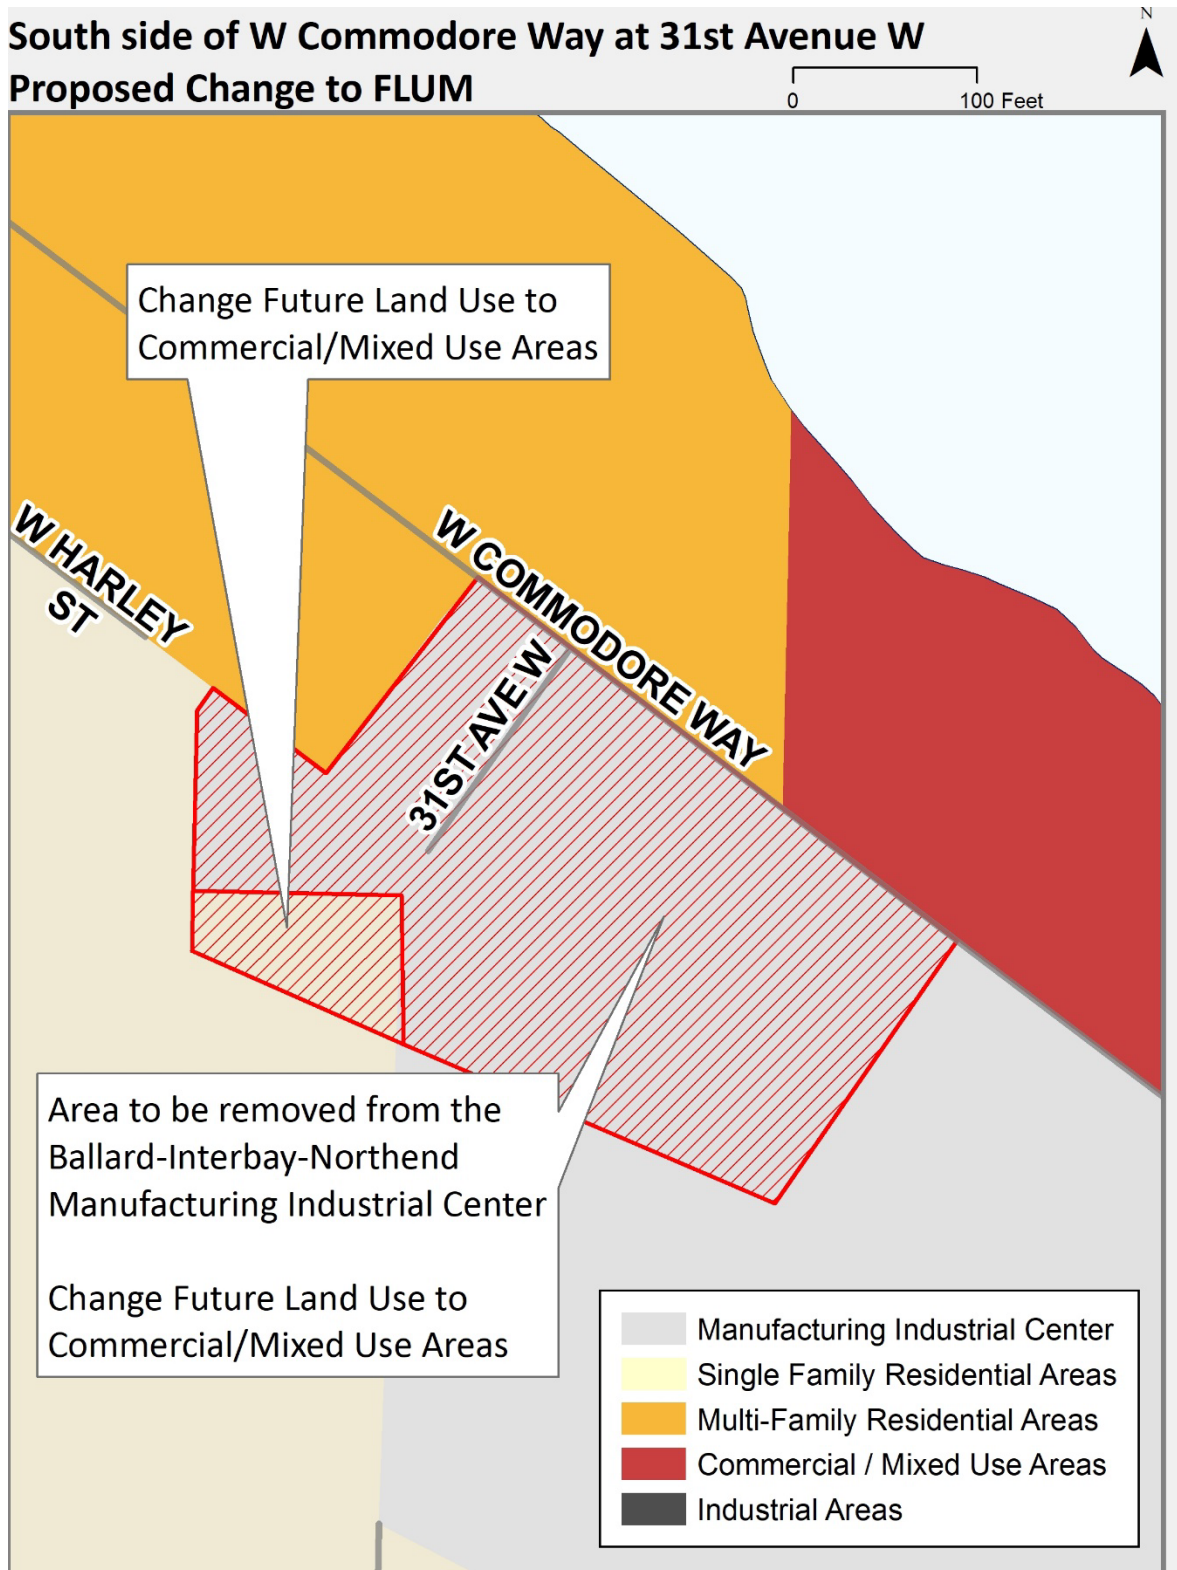 South side of W Commodore Way at 31st Avenue W
Proposed Change to FLUM
N
0 100 Feet
Change Future Land Use to
Commercial/Mixed Use Areas
W HARLEY
ST
W COMMODORE WAY
31ST AVE W
Area to be removed from the
Ballard-Interbay-Northend
Manufacturing Industrial Center
Change Future Land Use to
Commercial/Mixed Use Areas
Manufacturing Industrial Center
Single Family Residential Areas
Multi-Family Residential Areas
Commercial / Mixed Use Areas
Industrial Areas